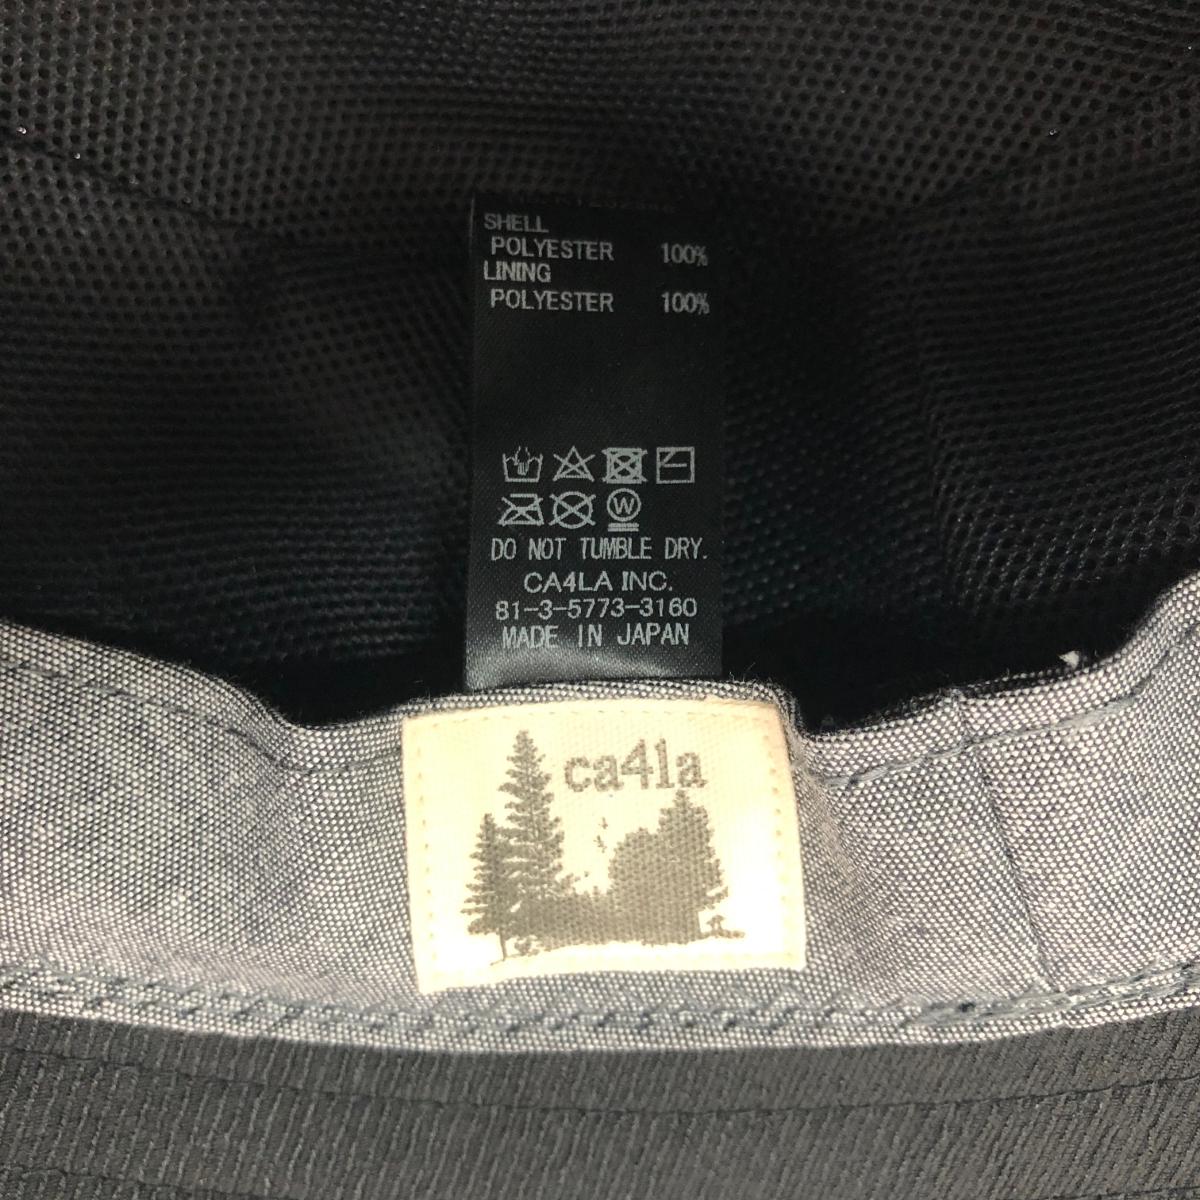 SHELL
POLYESTER 100%
LINING
POLYESTER 100%
W
DO NOT TUMBLE DRY.
CA4LA INC.
81-3-5773-3160
MADE IN JAPAN
ca4la